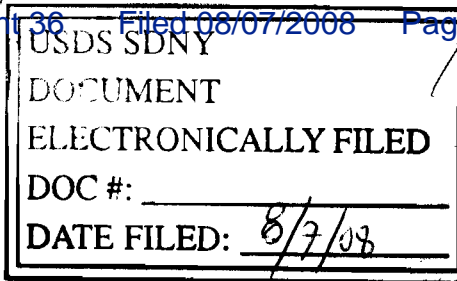 nt 36 Filed 08/07/2008 Pag
USDS SDNY
DOCUMENT
ELECTRONICALLY FILED
DOC #:
DATE FILED: 8/7/08